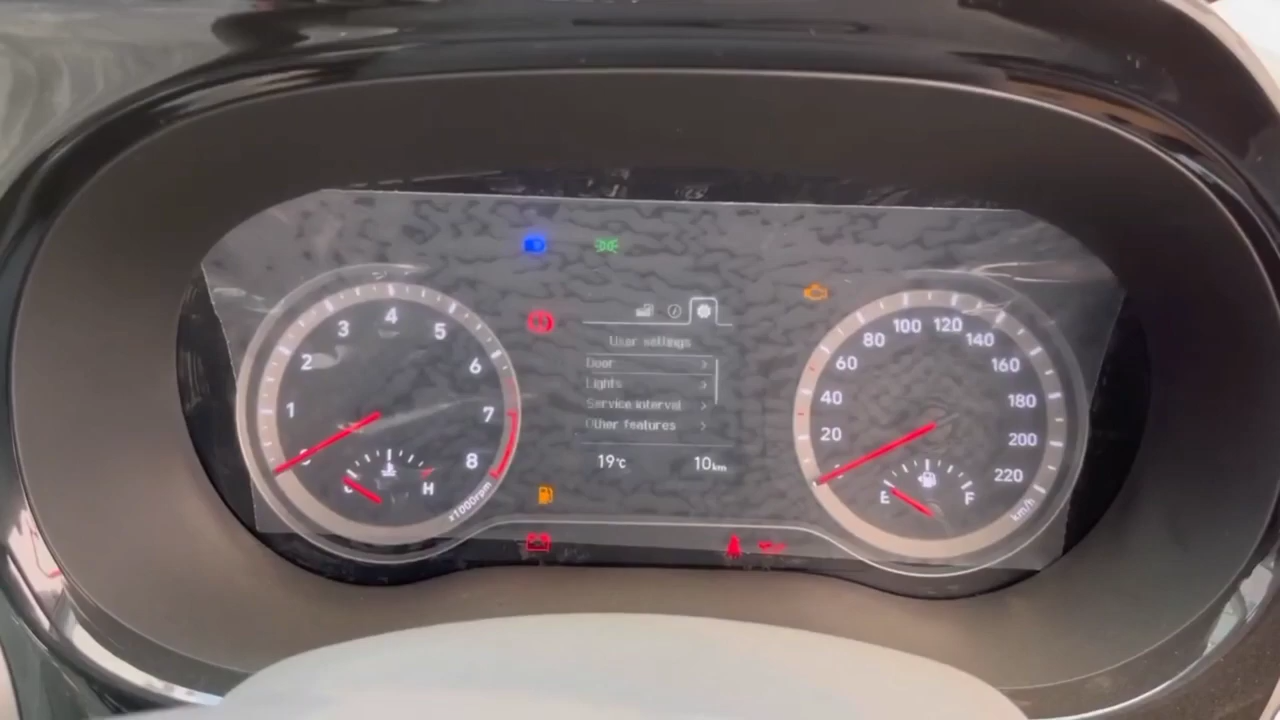 User settings
Door
Lights
Service interval
Other features
19°C
10km
1
2
3
4
5
6
7
8
x1000rpm
H
20
40
60
80
100
120
140
160
180
200
220
km/h
E
F